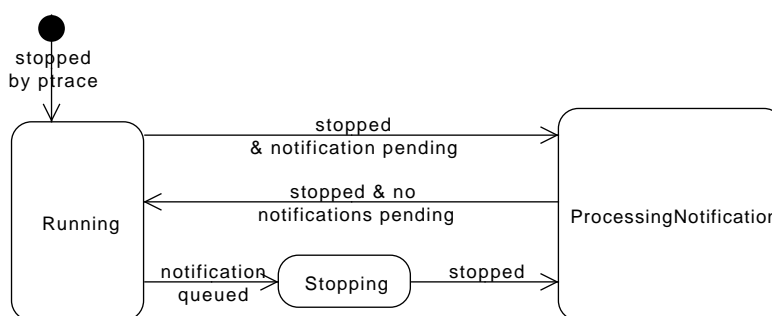 stopped
by ptrace
stopped
& notification pending
stopped & no
notifications pending
Running
ProcessingNotification
notification
queued
Stopping
stopped